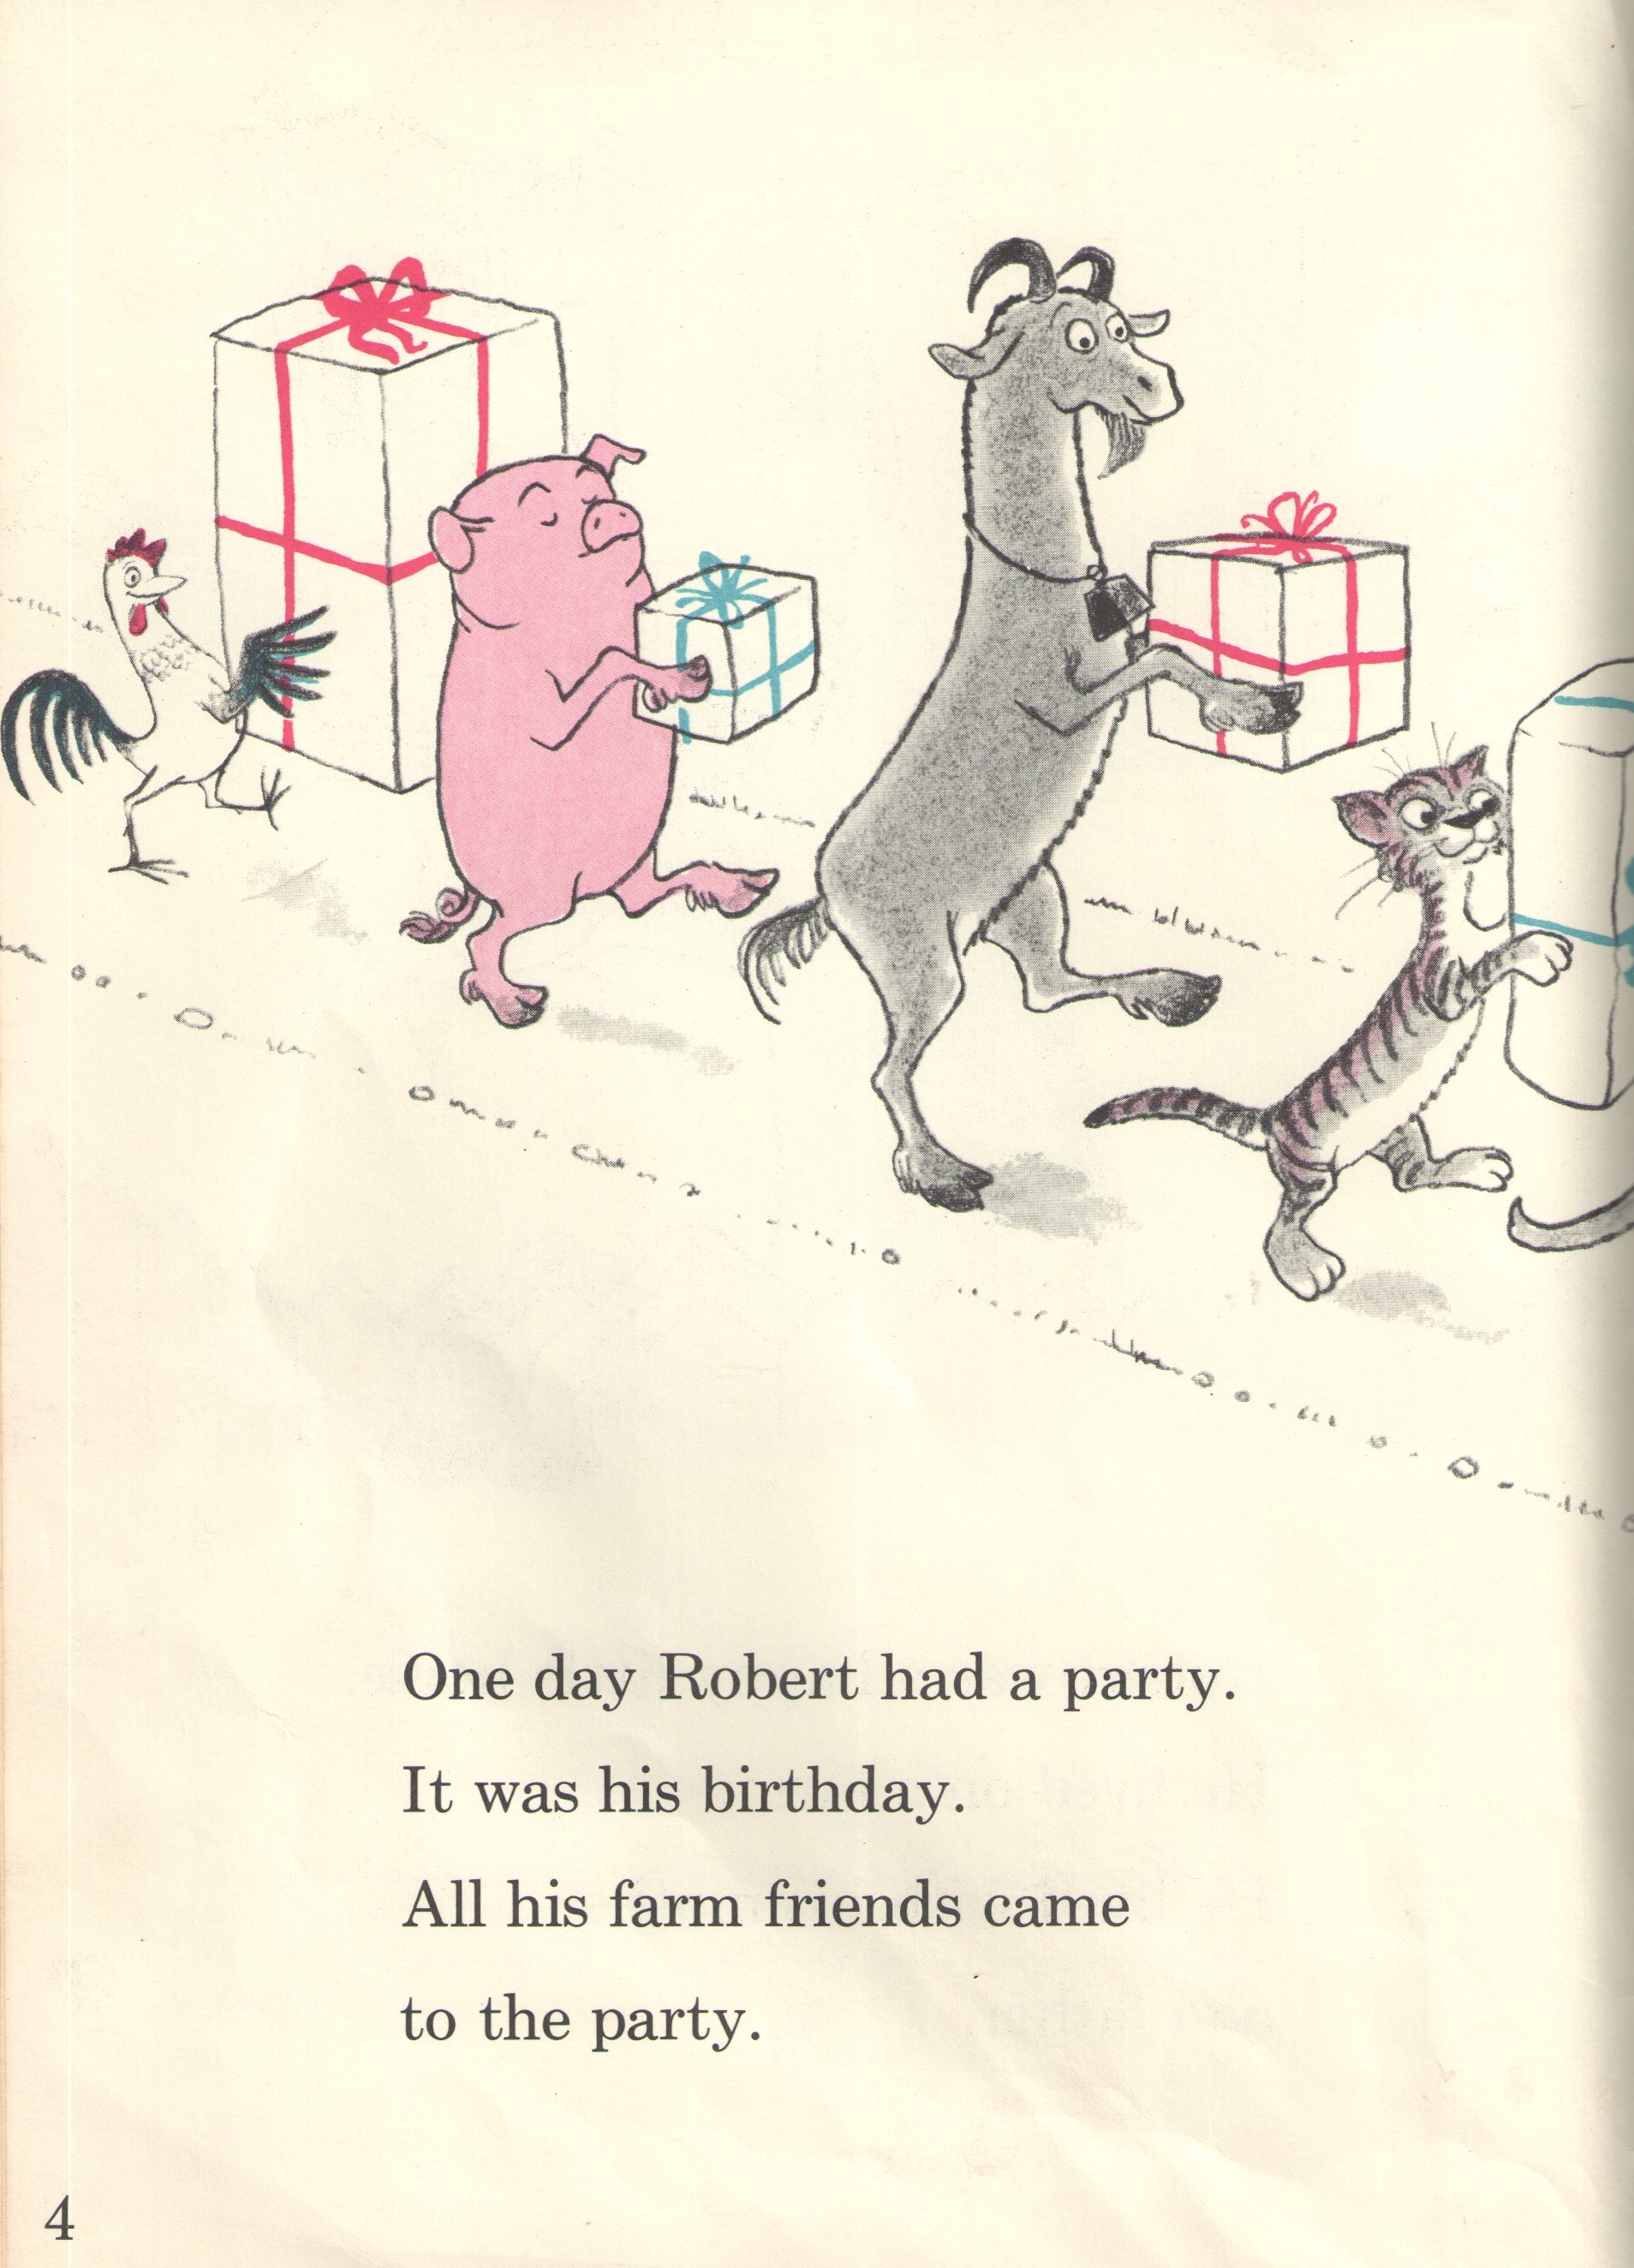 One day Robert had a party.
It was his birthday.
All his farm friends came
to the party.
4